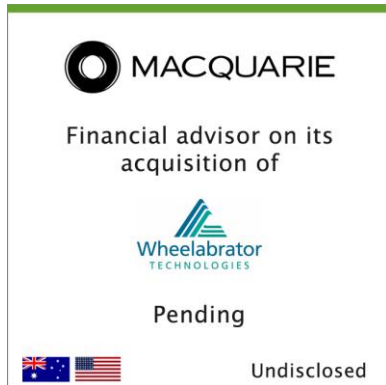 MACQUARIE
Financial advisor on its
acquisition of
Wheelabrator
TECHNOLOGIES
Pending
Undisclosed